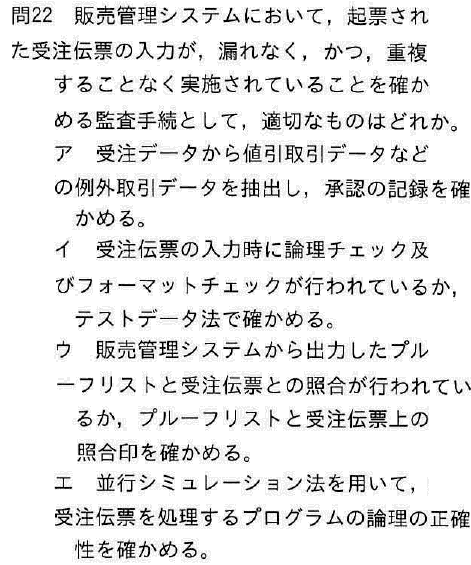 問22 販売管理システムにおいて，起票され
た受注伝票の入力が，漏れなく，かつ，重複
することなく実施されていることを確か
める監査手続として，適切なものはどれか。
ア 受注データから値引取引データなど
の例外取引データを抽出し，承認の記録を確
かめる。
イ 受注伝票の入力時に論理チェック及
びフォーマットチェックが行われているか，
テストデータ法で確かめる。
ウ 販売管理システムから出力したプル
ーフリストと受注伝票との照合が行われてい
るか，プルーフリストと受注伝票上の
照合印を確かめる。
エ 並行シミュレーション法を用いて，
受注伝票を処理するプログラムの論理の正確
性を確かめる。